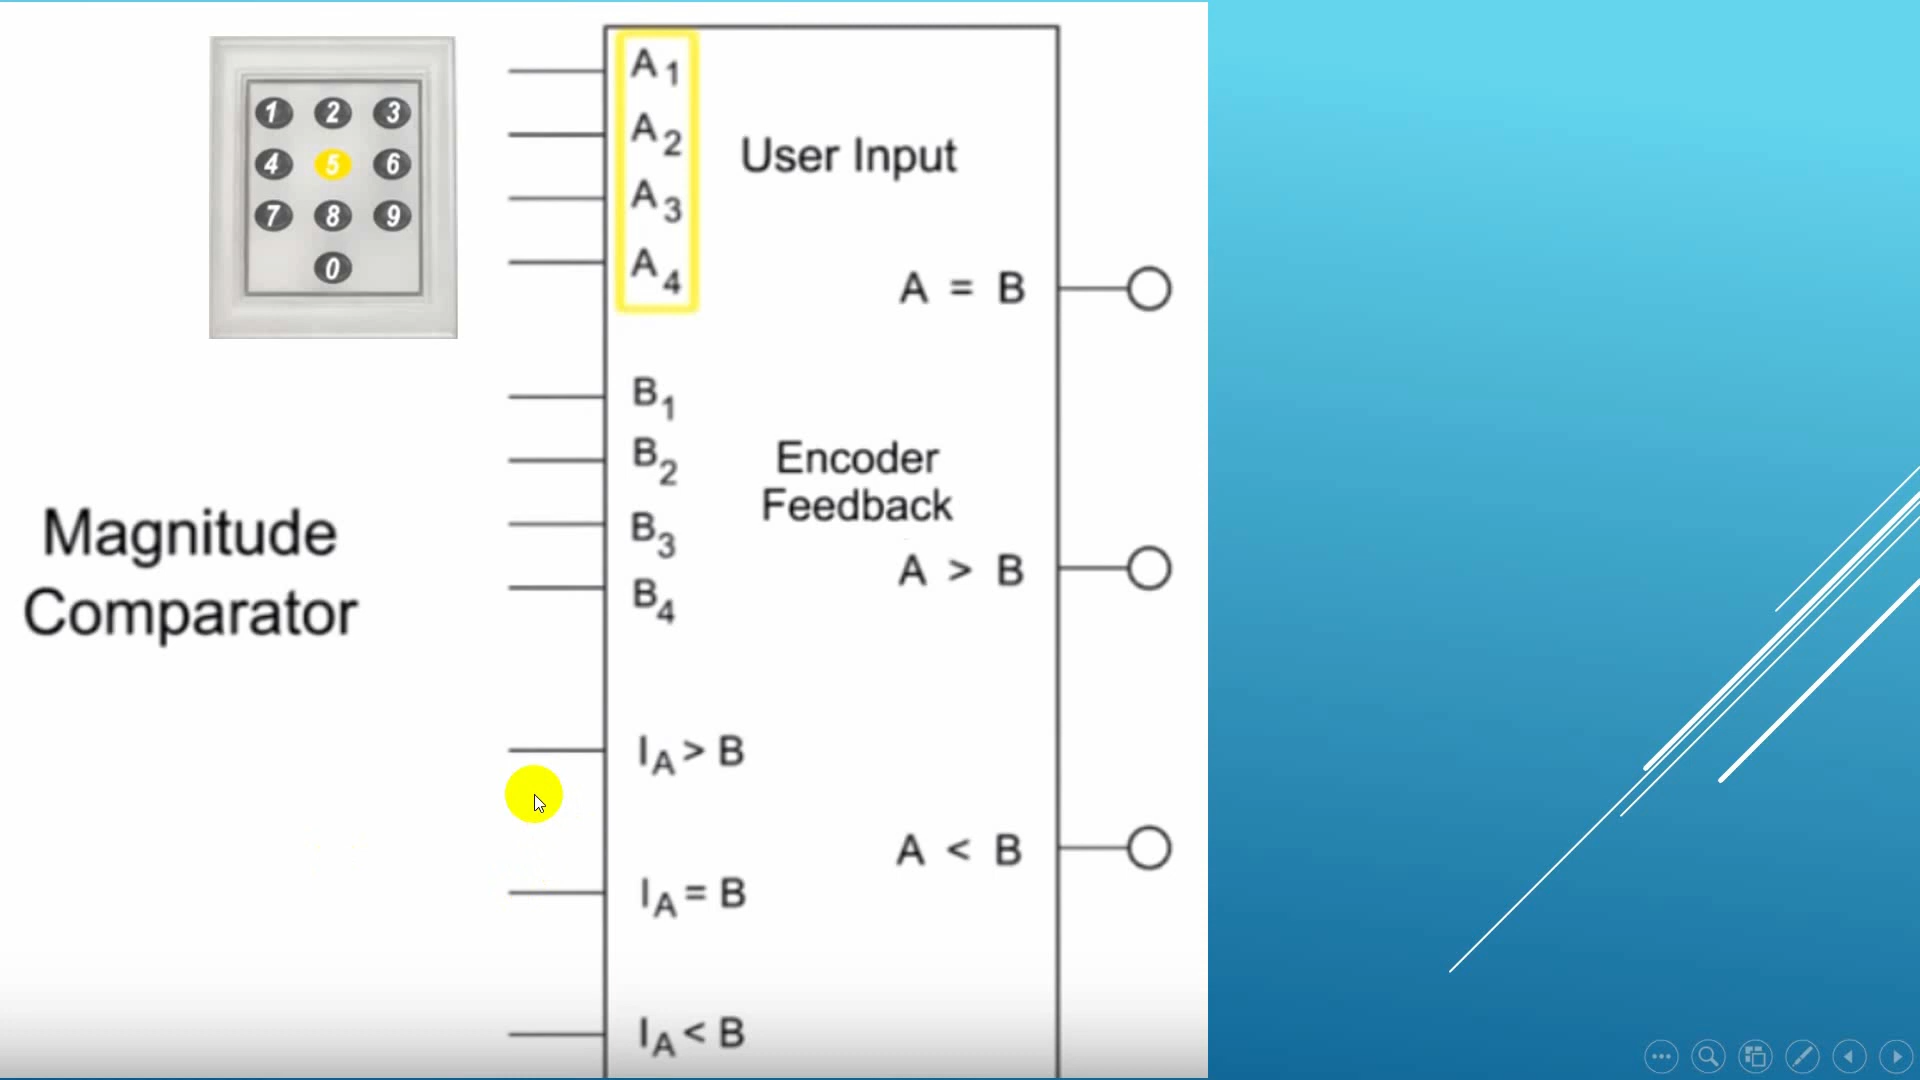 1 2 3
4 5 6
7 8 9
0
A1
A2
A3
A4
User Input
A = B
B1
B2
B3
B4
Encoder
Feedback
A > B
Magnitude
Comparator
IA > B
A < B
IA = B
IA < B